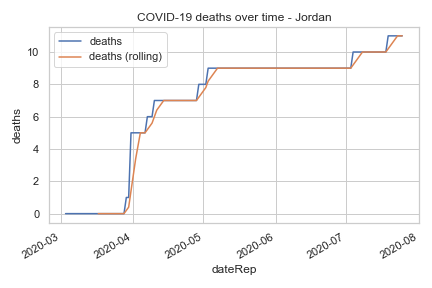 COVID-19 deaths over time - Jordan
deaths
deaths (rolling)
10
8
6
4
2
0
deaths
2020-03
2020-04
2020-05
2020-06
2020-07
2020-08
dateRep